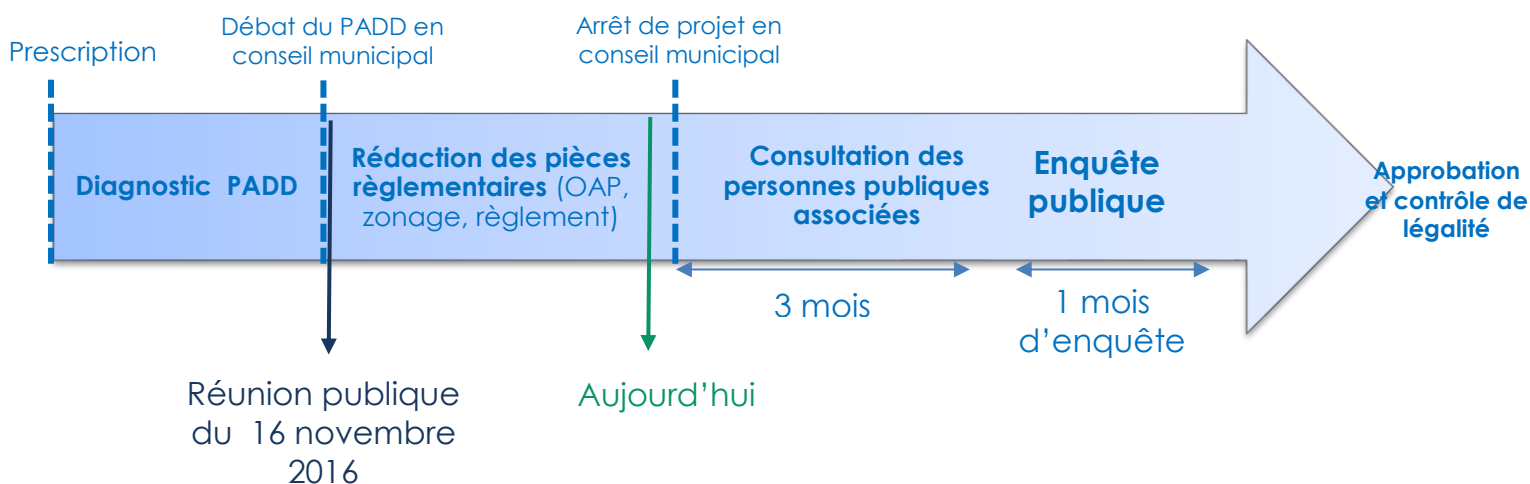 Prescription
Débat du PADD en
conseil municipal
Arrêt de projet en
conseil municipal
Diagnostic PADD
Rédaction des pièces
règlementaires (OAP,
zonage, règlement)
Consultation des
personnes publiques
associées
Enquête
publique
Approbation
et contrôle de
légalité
3 mois
1 mois
d’enquête
Réunion publique
du 16 novembre
2016
Aujourd’hui